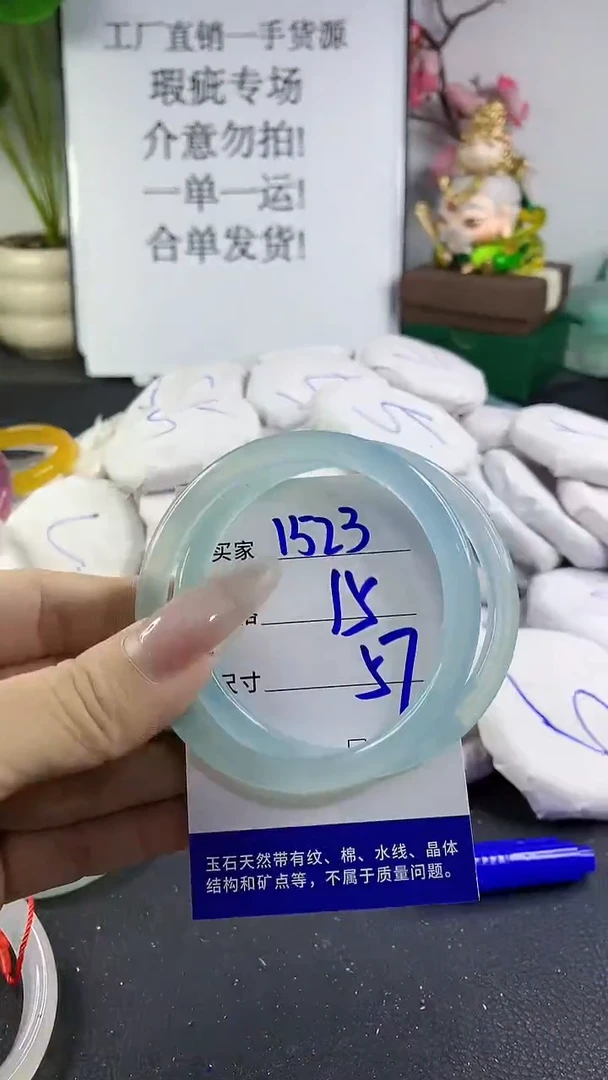 工厂直销一手货源
瑕疵专场
介意勿拍!
一单一运!
合单发货!
买家 1523
15
尺寸 57
玉石天然带有纹、棉、水线、晶体
结构和矿点等，不属于质量问题。